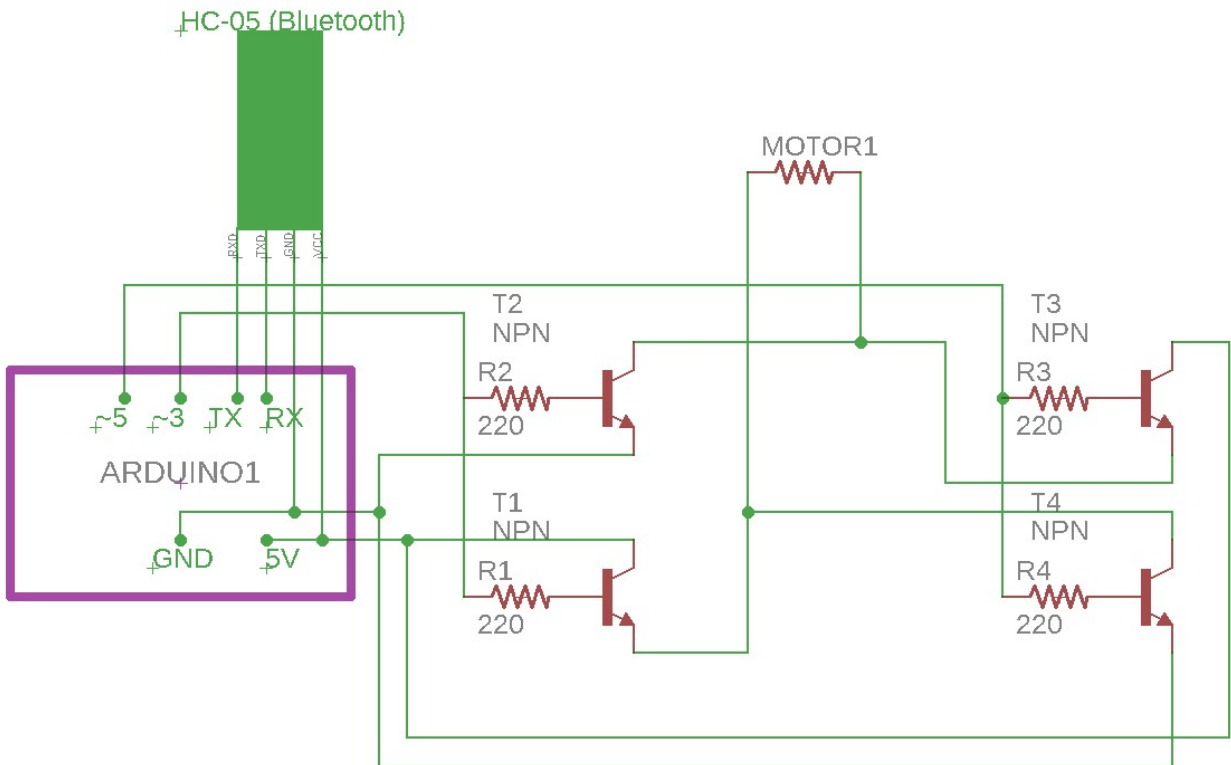 HC-05 (Bluetooth)
MOTOR1
RXD
TXD
GND
VCC
T2
NPN
R2
220
T3
NPN
R3
220
~5 ~3 TX RX
ARDUINO1
GND 5V
T1
NPN
R1
220
T4
NPN
R4
220